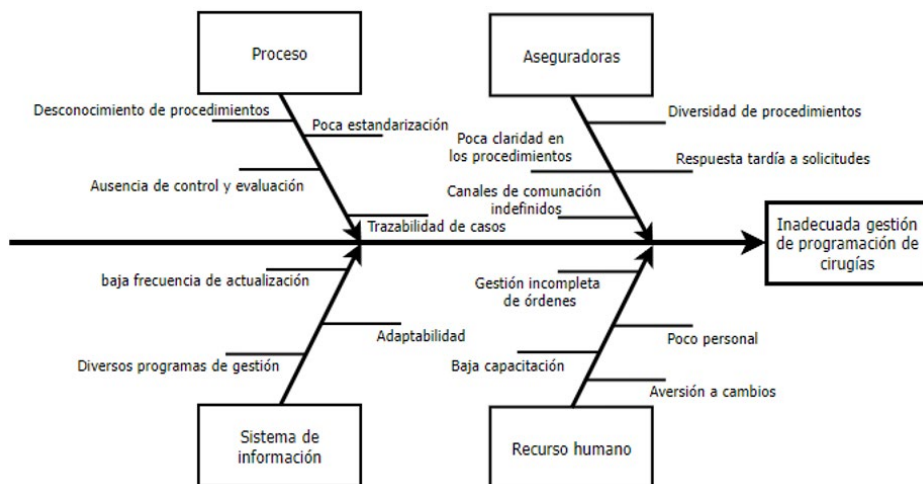 Proceso
Aseguradoras
Desconocimiento de procedimientos
Poca estandarización
Diversidad de procedimientos
Poca claridad en
los procedimientos
Respuesta tardía a solicitudes
Ausencia de control y evaluación
Canales de comunación
indefinidos
Trazabilidad de casos
Inadecuada gestión
de programación de
cirugías
baja frecuencia de actualización
Gestión incompleta
de órdenes
Adaptabilidad
Poco personal
Diversos programas de gestión
Baja capacitación
Aversión a cambios
Sistema de
información
Recurso humano